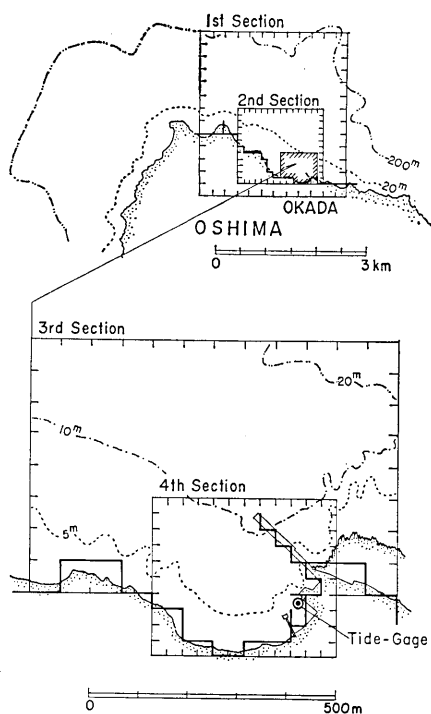 1st Section
2nd Section
200m
20m
OKADA
OSHIMA
0 3 km
3rd Section
20m
10m
4th Section
5m
Tide-Gage
0 500m